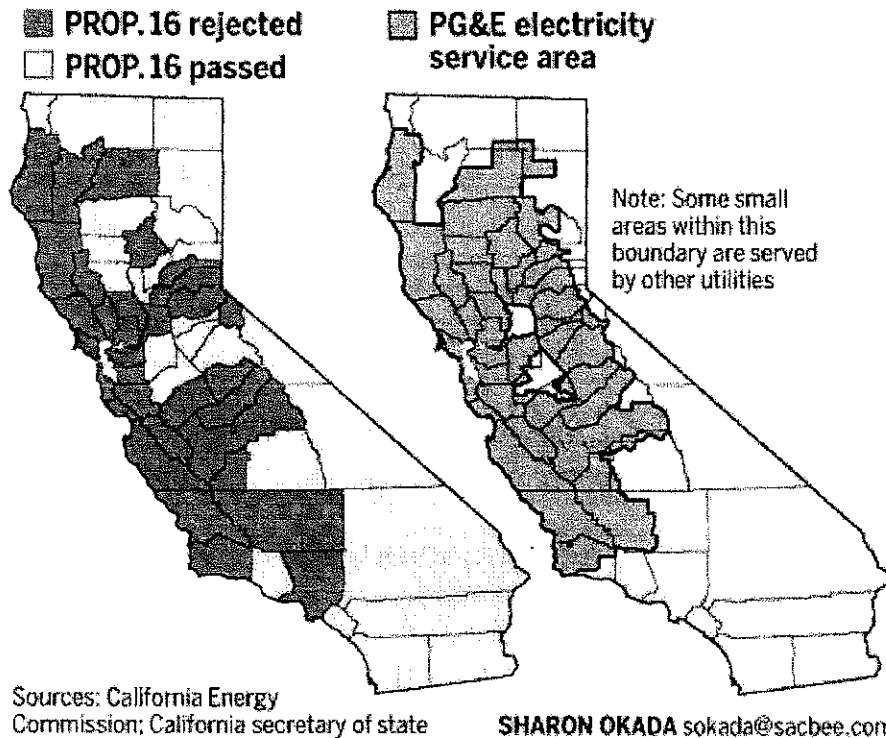 PROP. 16 rejected
PROP. 16 passed
PG&E electricity
service area
Note: Some small
areas within this
boundary are served
by other utilities
Sources: California Energy
Commission; California secretary of state
SHARON OKADA sokada@sacbee.com